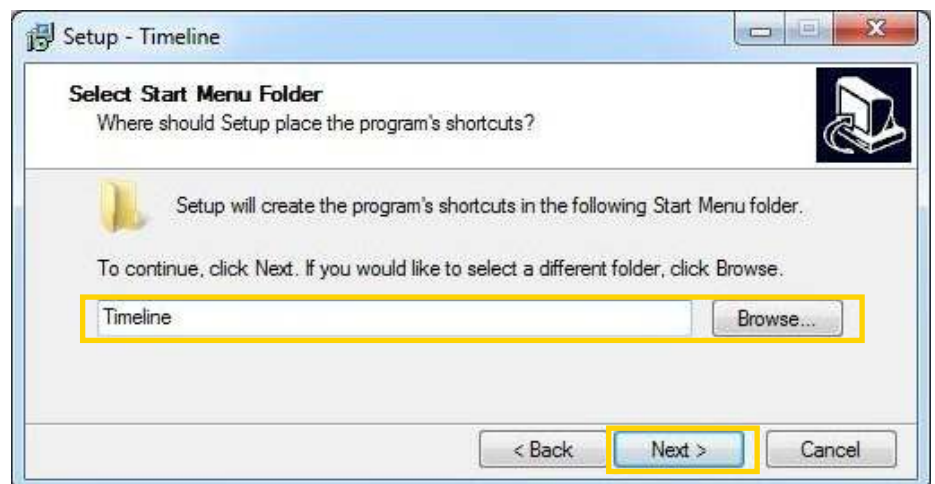 Setup - Timeline
Select Start Menu Folder
Where should Setup place the program's shortcuts?
Setup will create the program's shortcuts in the following Start Menu folder.
To continue, click Next. If you would like to select a different folder, click Browse.
Timeline
Browse...
< Back
Next >
Cancel